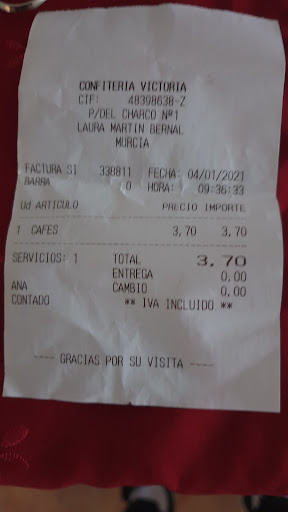 CONFITERIA VICTORIA
CIF: 48398638-Z
P/DEL CHARCO Nº1
LAURA MARTIN BERNAL
MURCIA
FACTURA SI 338811 FECHA: 04/01/2021
BARRA 0 HORA: 09:36:33
Ud ARTICULO PRECIO IMPORTE
1 CAFES 3,70 3,70
SERVICIOS: 1 TOTAL 3,70
ENTREGA 0,00
ANA CAMBIO 0,00
CONTADO ** IVA INCLUIDO **
---- GRACIAS POR SU VISITA ----